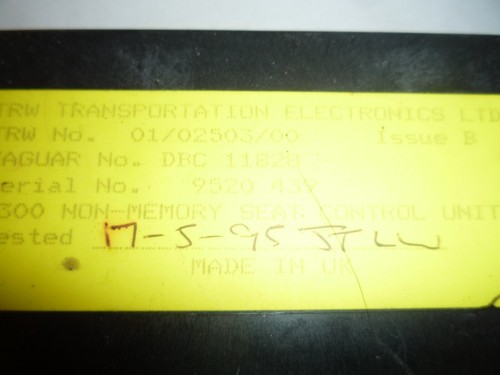 TRW TRANSPORTATION ELECTRONICS LTD
TRW No. 01/02503/00 Issue B
JAGUAR No. DBC 11828
Serial No. 9520 439
X300 NON-MEMORY SEAT CONTROL UNIT
Tested 17-5-95
MADE IN UK